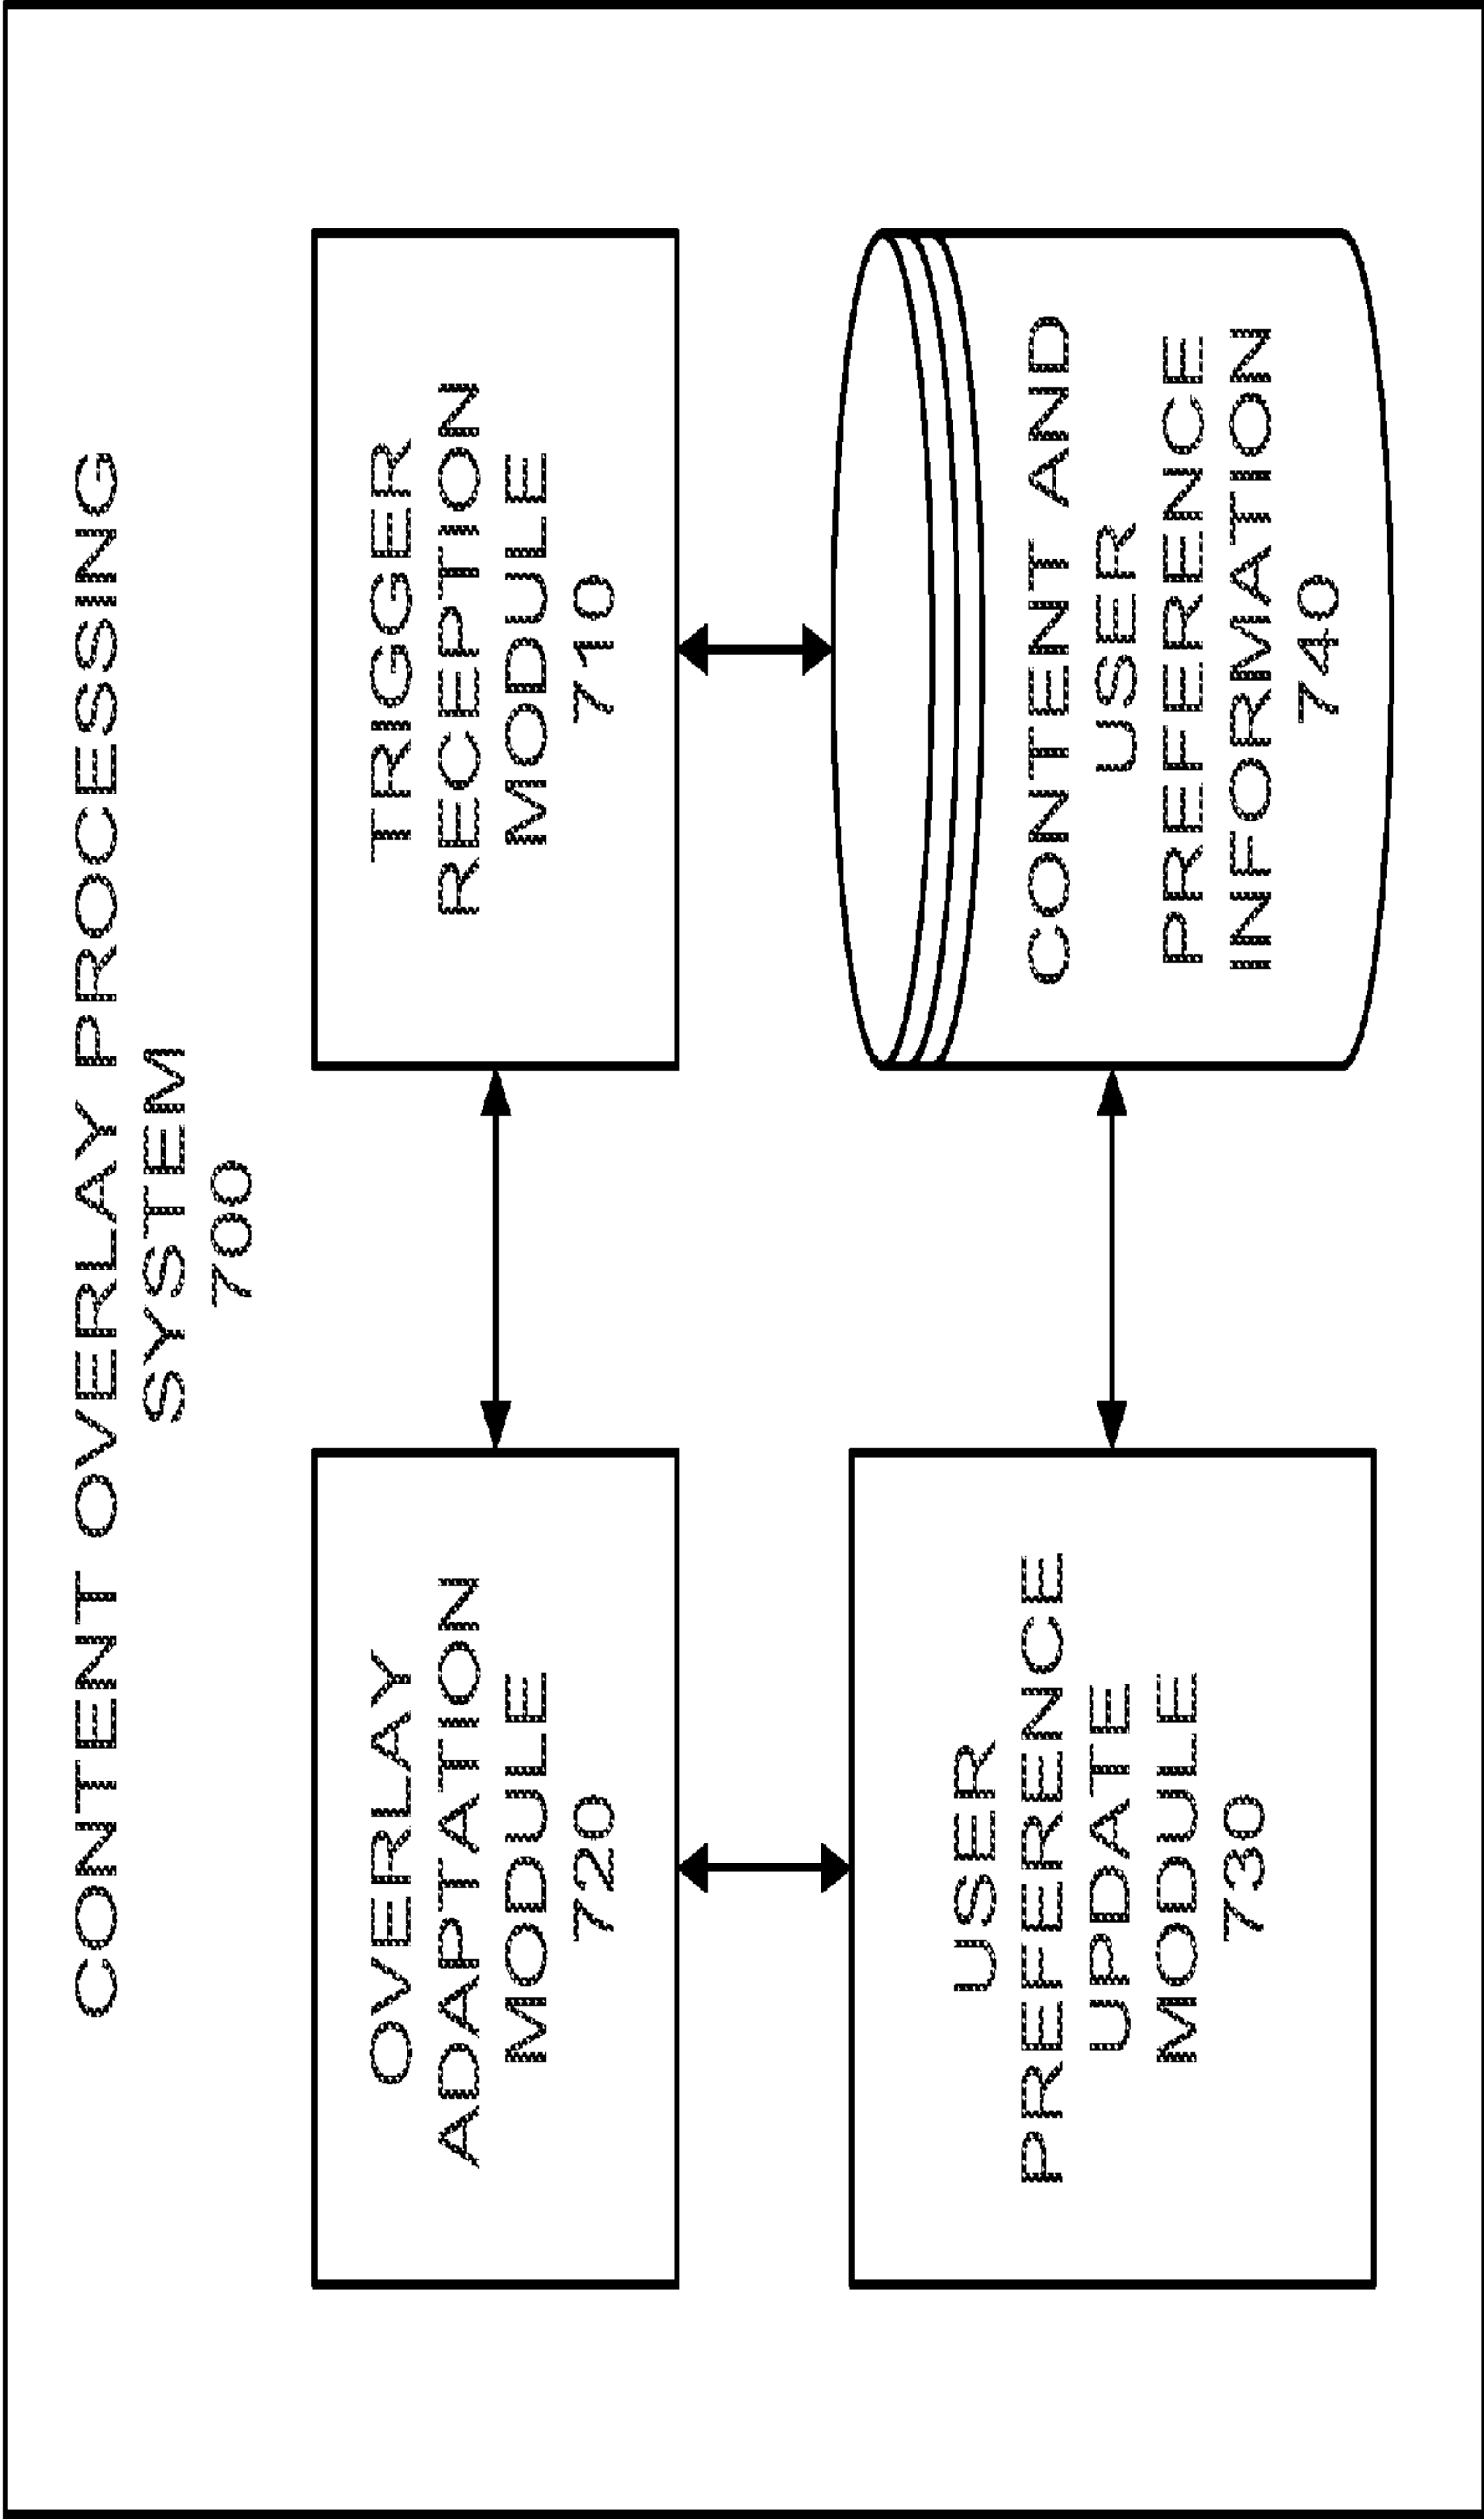 CONTENT OVERLAY PROCESSING
SYSTEM
700
OVERLAY
ADAPTATION
MODULE
720
TRIGGER
RECEPTION
MODULE
710
USER
PREFERENCE
UPDATE
MODULE
730
CONTENT AND
USER
PREFERENCE
INFORMATION
740